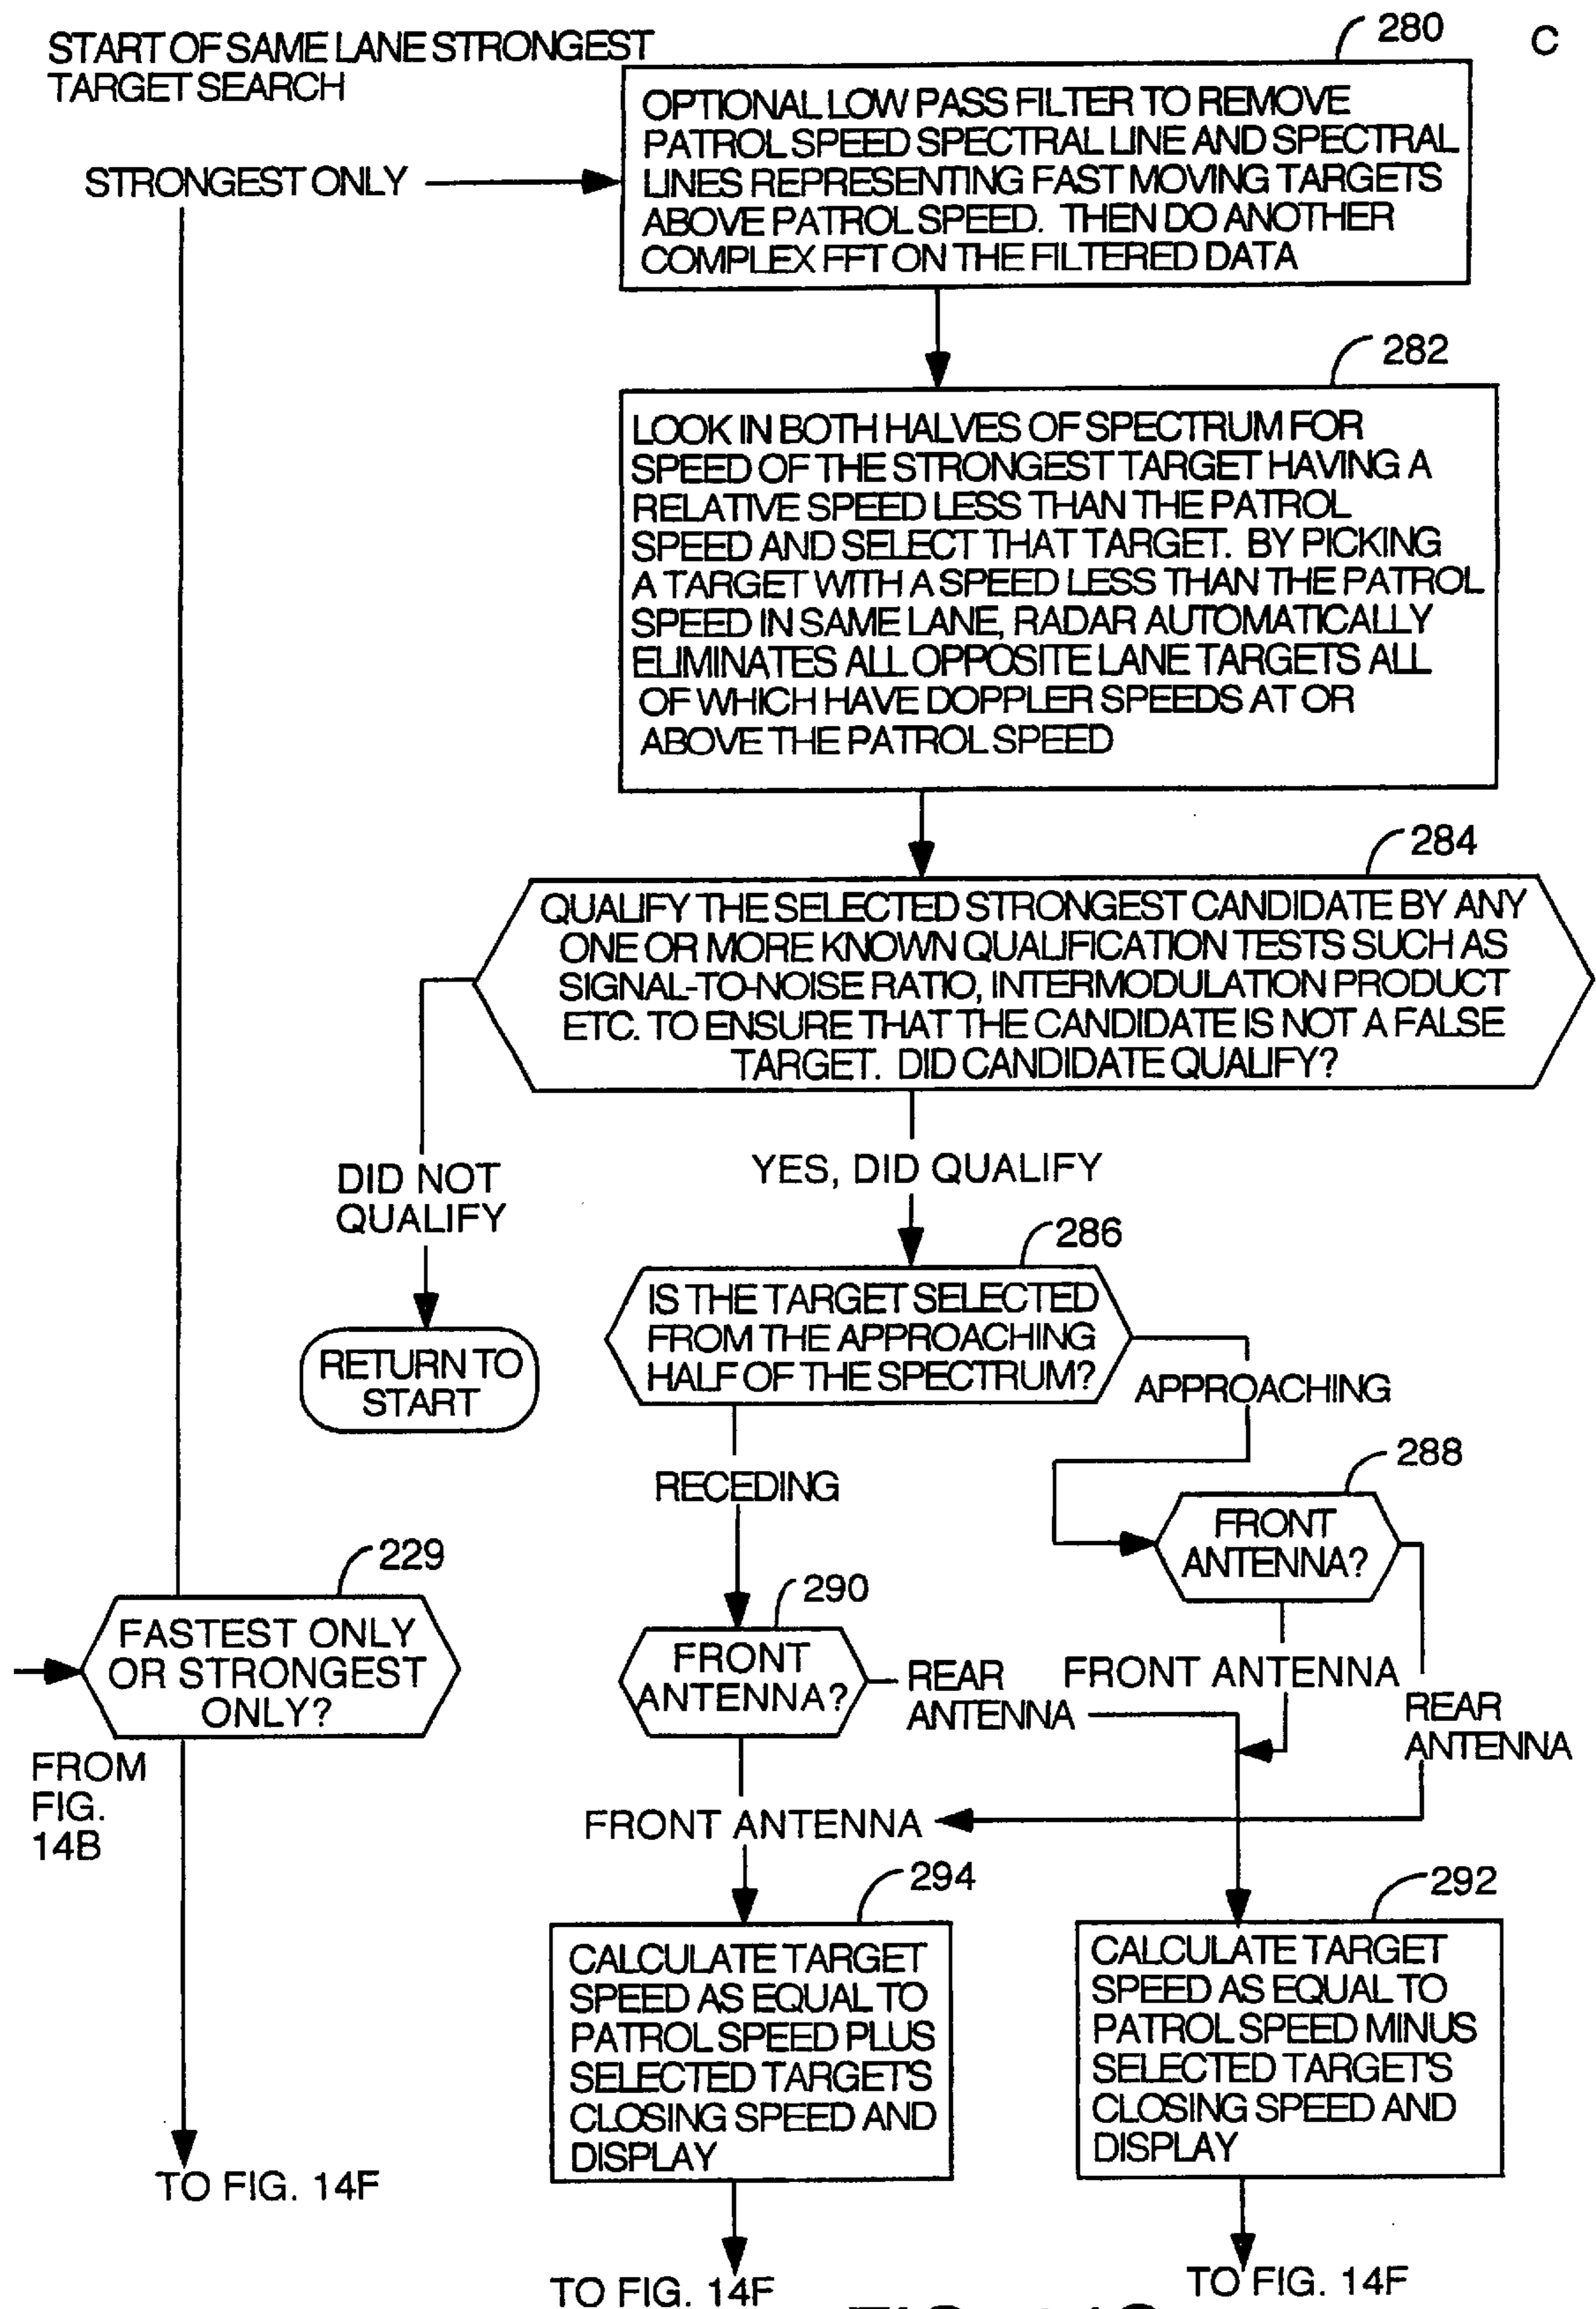 START OF SAME LANE STRONGEST
TARGET SEARCH
280
C
STRONGEST ONLY
OPTIONAL LOW PASS FILTER TO REMOVE
PATROL SPEED SPECTRAL LINE AND SPECTRAL
LINES REPRESENTING FAST MOVING TARGETS
ABOVE PATROL SPEED. THEN DO ANOTHER
COMPLEX FFT ON THE FILTERED DATA
282
LOOK IN BOTH HALVES OF SPECTRUM FOR
SPEED OF THE STRONGEST TARGET HAVING A
RELATIVE SPEED LESS THAN THE PATROL
SPEED AND SELECT THAT TARGET. BY PICKING
A TARGET WITH A SPEED LESS THAN THE PATROL
SPEED IN SAME LANE, RADAR AUTOMATICALLY
ELIMINATES ALL OPPOSITE LANE TARGETS ALL
OF WHICH HAVE DOPPLER SPEEDS AT OR
ABOVE THE PATROL SPEED
284
QUALIFY THE SELECTED STRONGEST CANDIDATE BY ANY
ONE OR MORE KNOWN QUALIFICATION TESTS SUCH AS
SIGNAL-TO-NOISE RATIO, INTERMODULATION PRODUCT
ETC. TO ENSURE THAT THE CANDIDATE IS NOT A FALSE
TARGET. DID CANDIDATE QUALIFY?
DID NOT
QUALIFY
YES, DID QUALIFY
RETURN TO
START
286
IS THE TARGET SELECTED
FROM THE APPROACHING
HALF OF THE SPECTRUM?
APPROACHING
RECEDING
288
FRONT
ANTENNA?
229
FASTEST ONLY
OR STRONGEST
ONLY?
290
FRONT
ANTENNA?
REAR
ANTENNA
FRONT ANTENNA
REAR
ANTENNA
FROM
FIG.
14B
FRONT ANTENNA
294
CALCULATE TARGET
SPEED AS EQUAL TO
PATROL SPEED PLUS
SELECTED TARGET'S
CLOSING SPEED AND
DISPLAY
292
CALCULATE TARGET
SPEED AS EQUAL TO
PATROL SPEED MINUS
SELECTED TARGET'S
CLOSING SPEED AND
DISPLAY
TO FIG. 14F
TO FIG. 14F
TO FIG. 14F